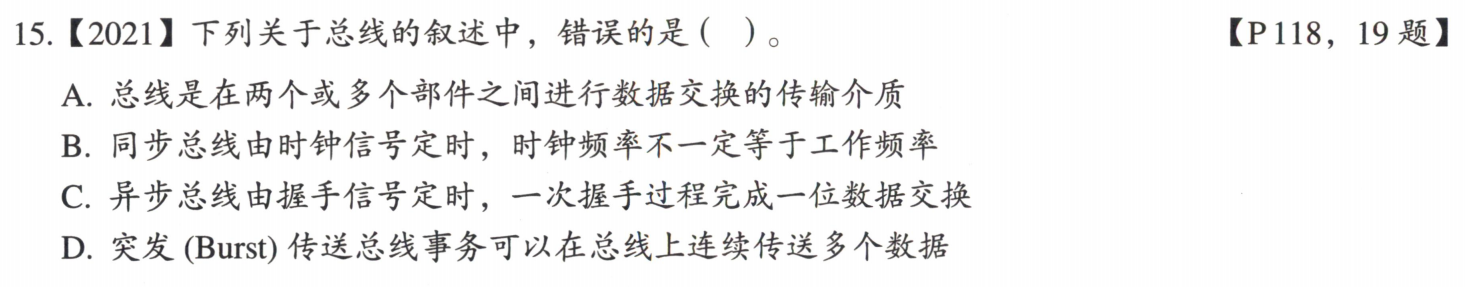 15.【2021】下列关于总线的叙述中，错误的是（  ）。 【P118，19题】
A. 总线是在两个或多个部件之间进行数据交换的传输介质
B. 同步总线由时钟信号定时，时钟频率不一定等于工作频率
C. 异步总线由握手信号定时，一次握手过程完成一位数据交换
D. 突发 (Burst) 传送总线事务可以在总线上连续传送多个数据